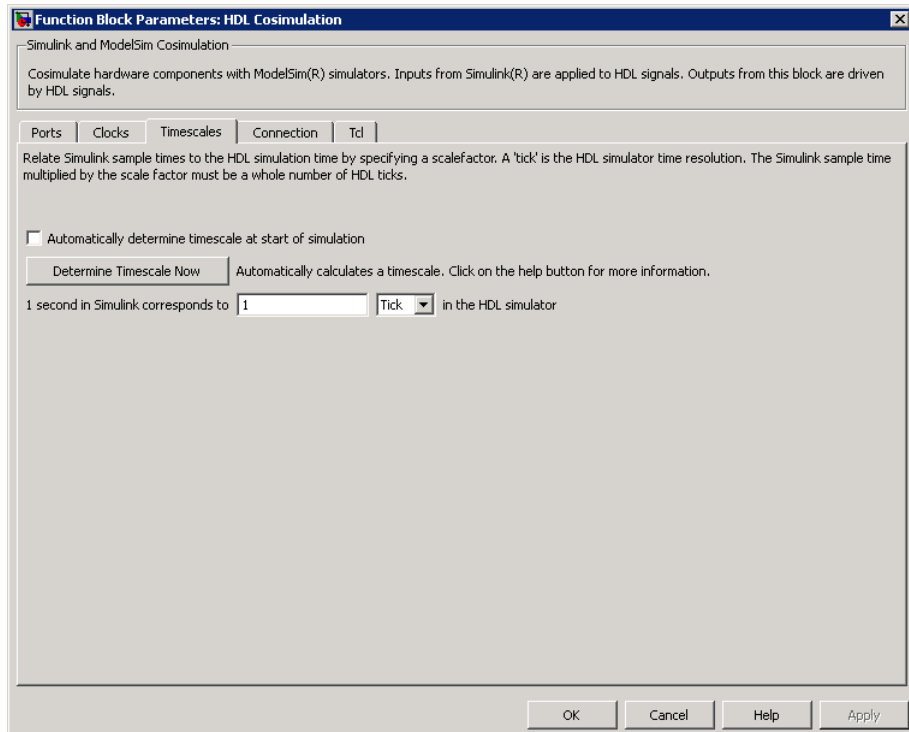 Function Block Parameters: HDL Cosimulation
Simulink and ModelSim Cosimulation
Cosimulate hardware components with ModelSim(R) simulators. Inputs from Simulink(R) are applied to HDL signals. Outputs from this block are driven
by HDL signals.
Ports Clocks Timescales Connection Tcl
Relate Simulink sample times to the HDL simulation time by specifying a scalefactor. A 'tick' is the HDL simulator time resolution. The Simulink sample time
multiplied by the scale factor must be a whole number of HDL ticks.
Automatically determine timescale at start of simulation
Determine Timescale Now Automatically calculates a timescale. Click on the help button for more information.
1 second in Simulink corresponds to 1 Tick in the HDL simulator
OK Cancel Help Apply